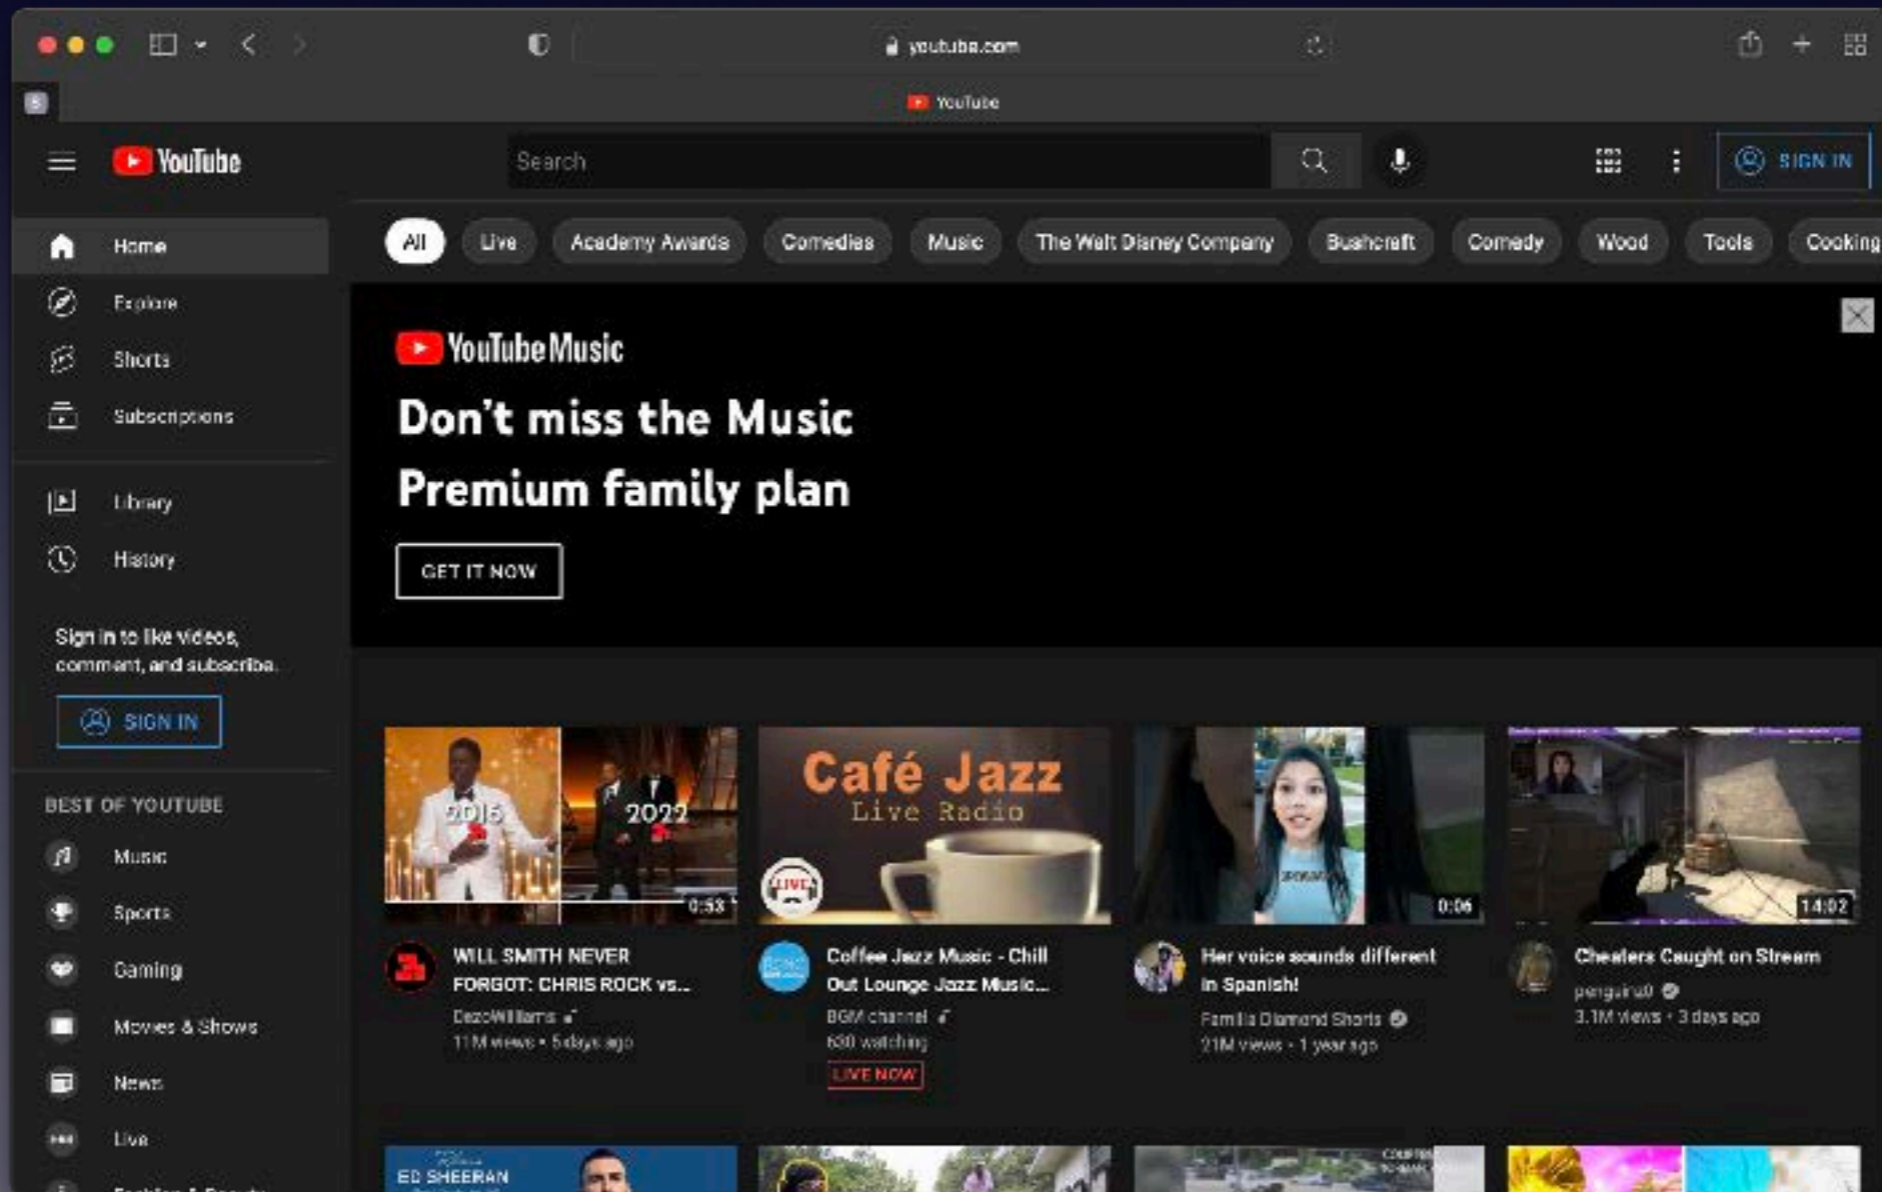 youtube.com
YouTube
YouTube
Search
SIGN IN
All
Live
Academy Awards
Comedies
Music
The Walt Disney Company
Bushcraft
Comedy
Wood
Tools
Cooking
Home
Explore
Shorts
Subscriptions
Library
History
Sign in to like videos,
comment, and subscribe.
SIGN IN
BEST OF YOUTUBE
Music
Sports
Gaming
Movies & Shows
News
Live
Fashion & Beauty
YouTube Music
Don't miss the Music
Premium family plan
GET IT NOW
2016
2022
0:53
WILL SMITH NEVER
FORGOT: CHRIS ROCK vs...
DezoWilliams
11M views • 5 days ago
Café Jazz
Live Radio
LIVE
Coffee Jazz Music - Chill
Out Lounge Jazz Music...
BGM channel
630 watching
LIVE NOW
0:06
Her voice sounds different
in Spanish!
Familia Diamond Shorts
21M views • 1 year ago
14:02
Cheaters Caught on Stream
penguinz0
3.1M views • 3 days ago
ED SHEERAN